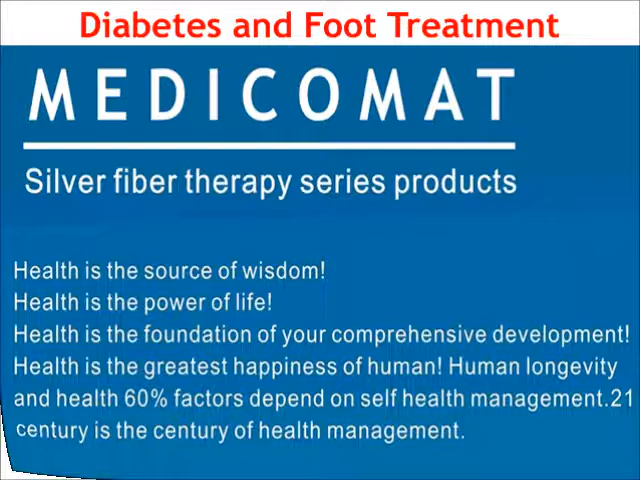 Diabetes and Foot Treatment
MEDICOMAT
Silver fiber therapy series products
Health is the source of wisdom!
Health is the power of life!
Health is the foundation of your comprehensive development!
Health is the greatest happiness of human! Human longevity
and health 60% factors depend on self health management.21
century is the century of health management.